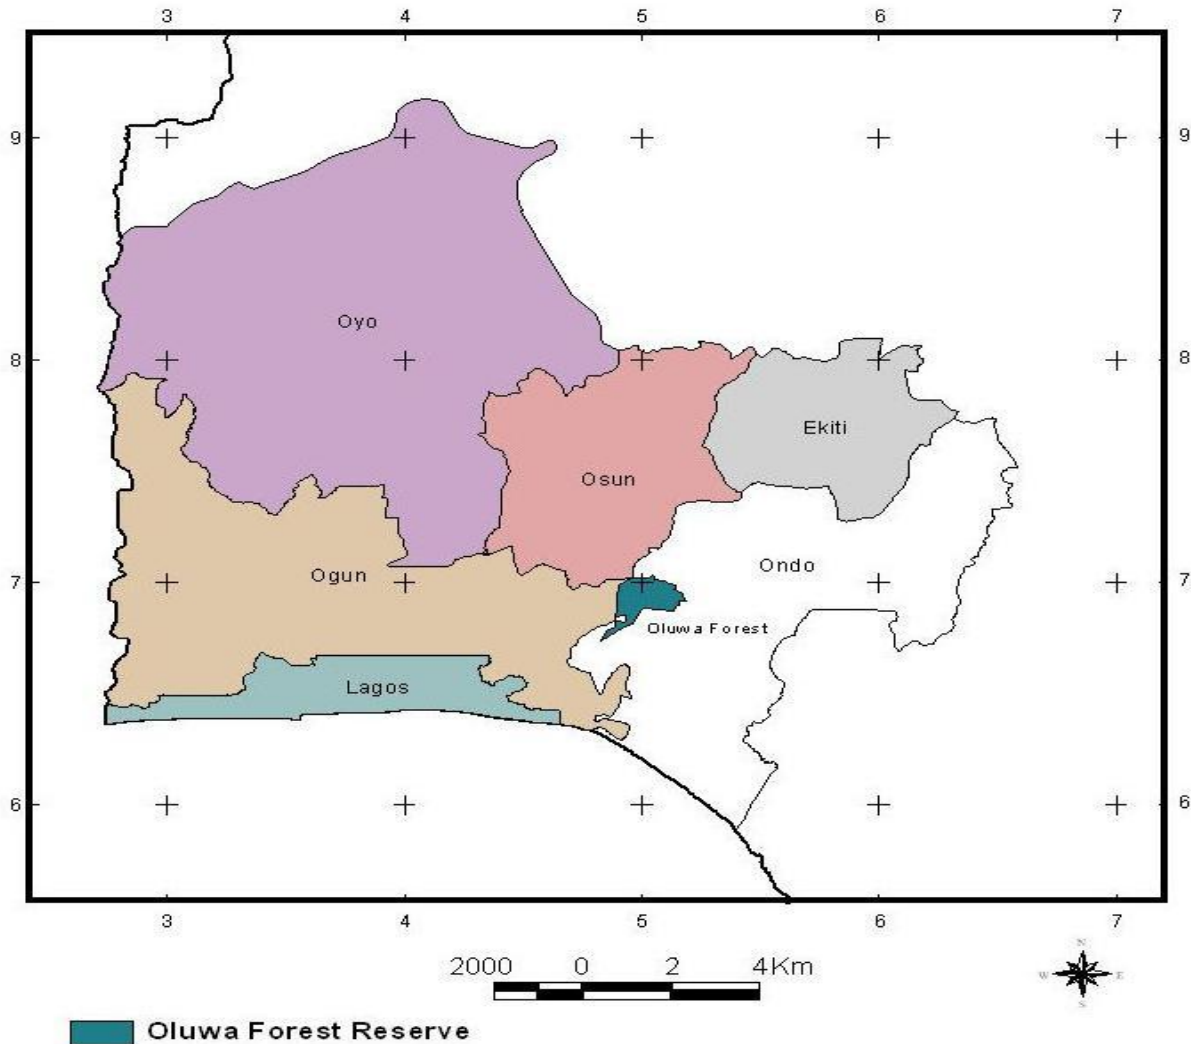 3 4 5 6 7
9 9
Oyo
8 8
Ekiti
Osun
Ondo
Ogun
7 7
Oluwa Forest
Lagos
6 6
3 4 5 6 7
N
2000 0 2 4Km
W E
S
Oluwa Forest Reserve